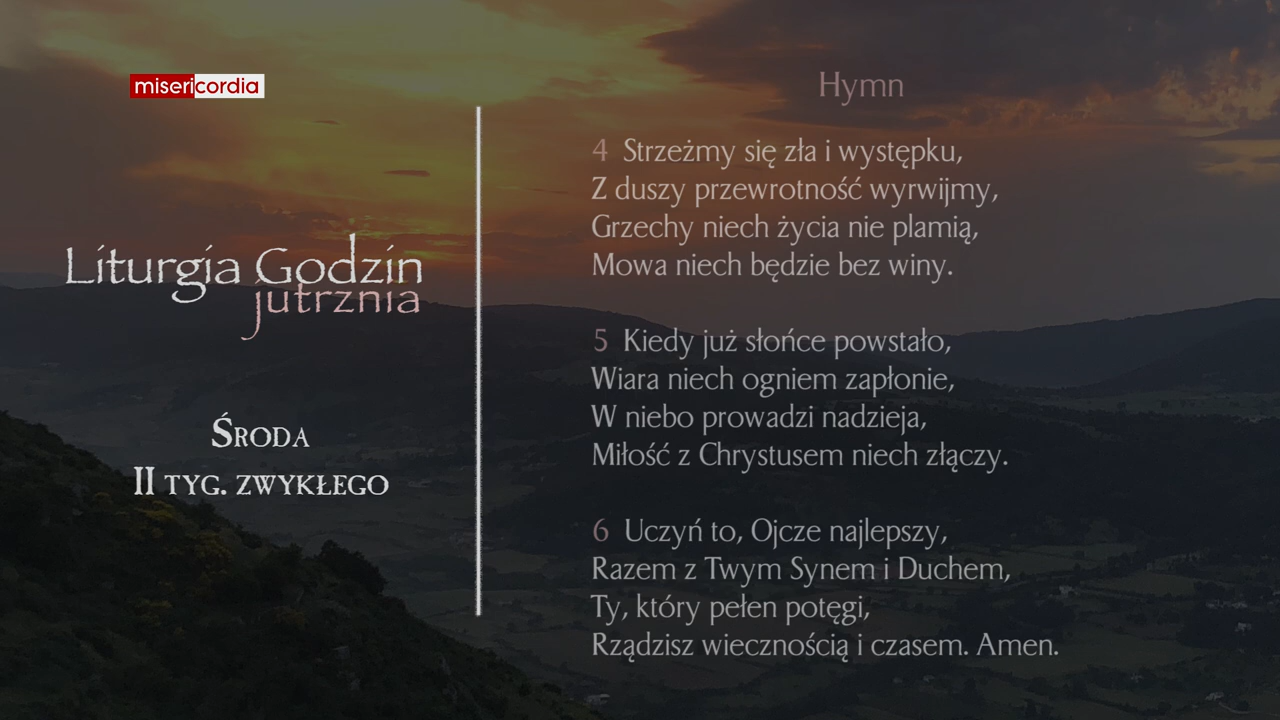 misericordia
Liturgia Godzin
jutrznia
Środa
II tyg. zwykłego
Hymn
4 Strzeżmy się zła i występku,
Z duszy przewrotność wyrwijmy,
Grzechy niech życia nie plamią,
Mowa niech będzie bez winy.
5 Kiedy już słońce powstało,
Wiara niech ogniem zapłonie,
W niebo prowadzi nadzieja,
Miłość z Chrystusem niech złączy.
6 Uczyń to, Ojcze najlepszy,
Razem z Twym Synem i Duchem,
Ty, który pełen potęgi,
Rządzisz wiecznością i czasem. Amen.